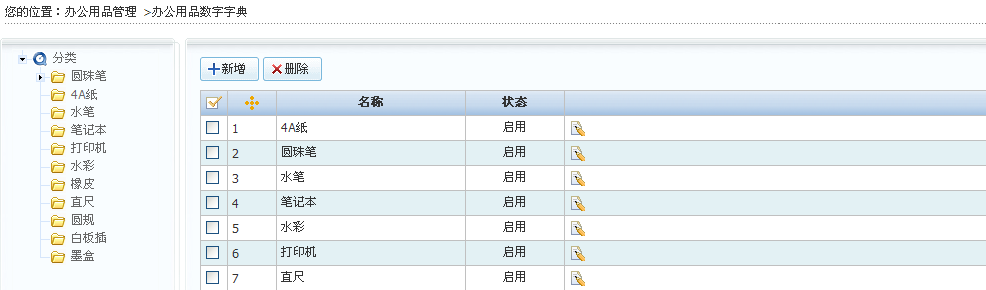 您的位置：办公用品管理 >办公用品数字字典
分类
圆珠笔
4A纸
水笔
笔记本
打印机
水彩
橡皮
直尺
圆规
白板插
墨盒
新增 删除
名称 状态
1 4A纸 启用
2 圆珠笔 启用
3 水笔 启用
4 笔记本 启用
5 水彩 启用
6 打印机 启用
7 直尺 启用